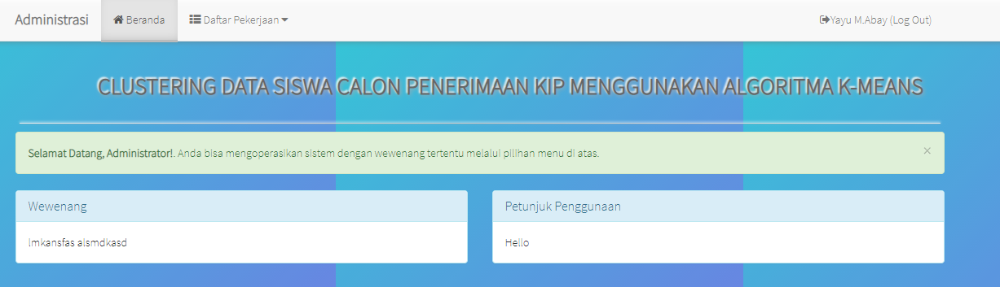 Administrasi Beranda Daftar Pekerjaan Yayu M.Abay (Log Out)
CLUSTERING DATA SISWA CALON PENERIMAAN KIP MENGGUNAKAN ALGORITMA K-MEANS
Selamat Datang, Administrator!. Anda bisa mengoperasikan sistem dengan wewenang tertentu melalui pilihan menu di atas. ×
Wewenang
lmkansfas alsmdkasd
Petunjuk Penggunaan
Hello